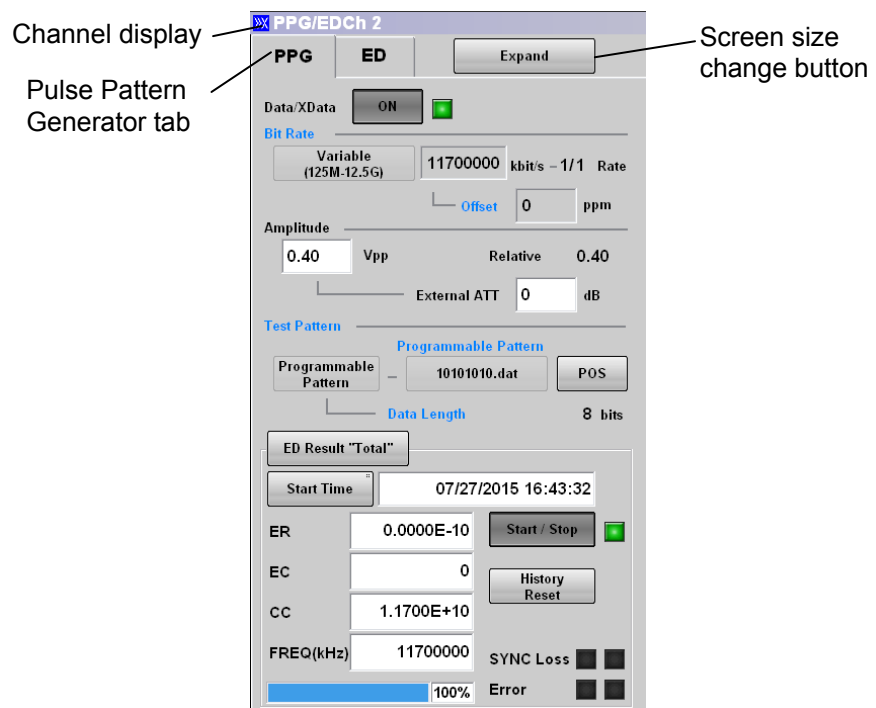 PPG/EDCh 2
Channel display
Screen size
change button
PPG
ED
Expand
Pulse Pattern
Generator tab
Data/XData
ON
Bit Rate
Variable
(125M-12.5G)
11700000
kbit/s – 1/1 Rate
Offset
0
ppm
Amplitude
0.40
Vpp
Relative
0.40
External ATT
0
dB
Test Pattern
Programmable Pattern
Programmable
Pattern
10101010.dat
POS
Data Length
8 bits
ED Result "Total"
Start Time
07/27/2015 16:43:32
ER
0.0000E-10
Start / Stop
EC
0
History
Reset
CC
1.1700E+10
FREQ(kHz)
11700000
SYNC Loss
100%
Error